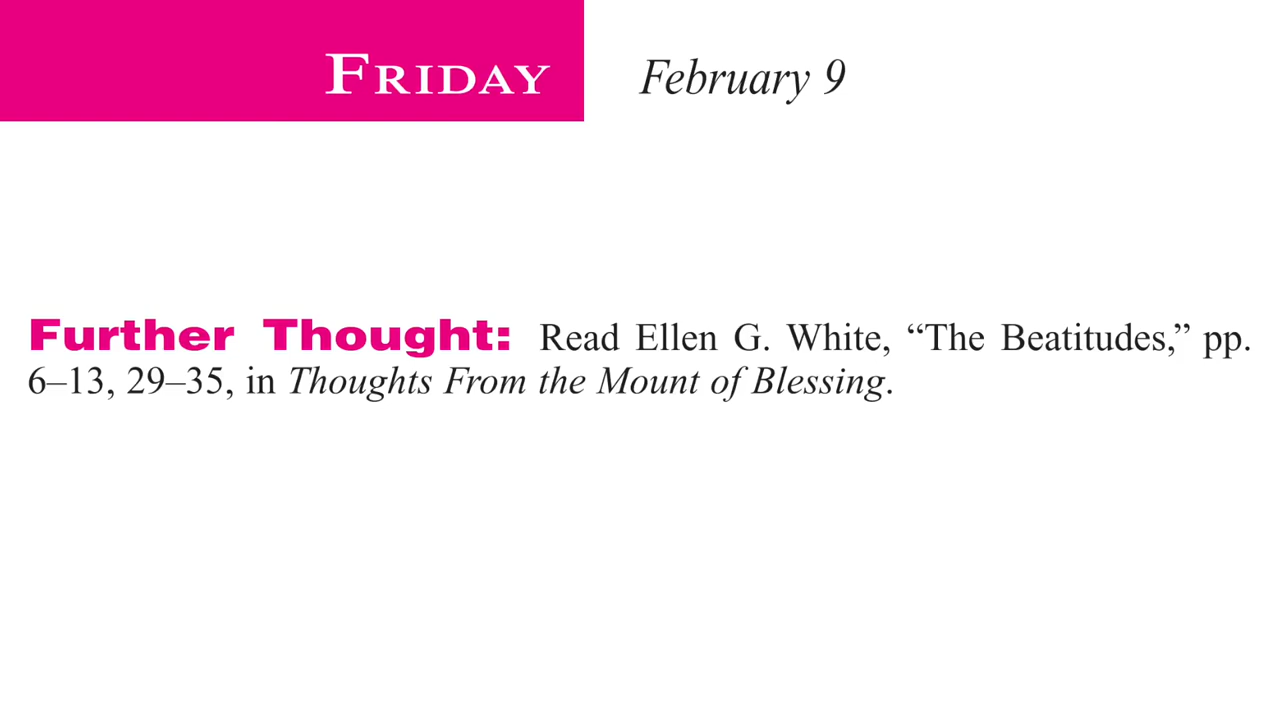 FRIDAY February 9
Further Thought: Read Ellen G. White, “The Beatitudes,” pp.
6–13, 29–35, in Thoughts From the Mount of Blessing.